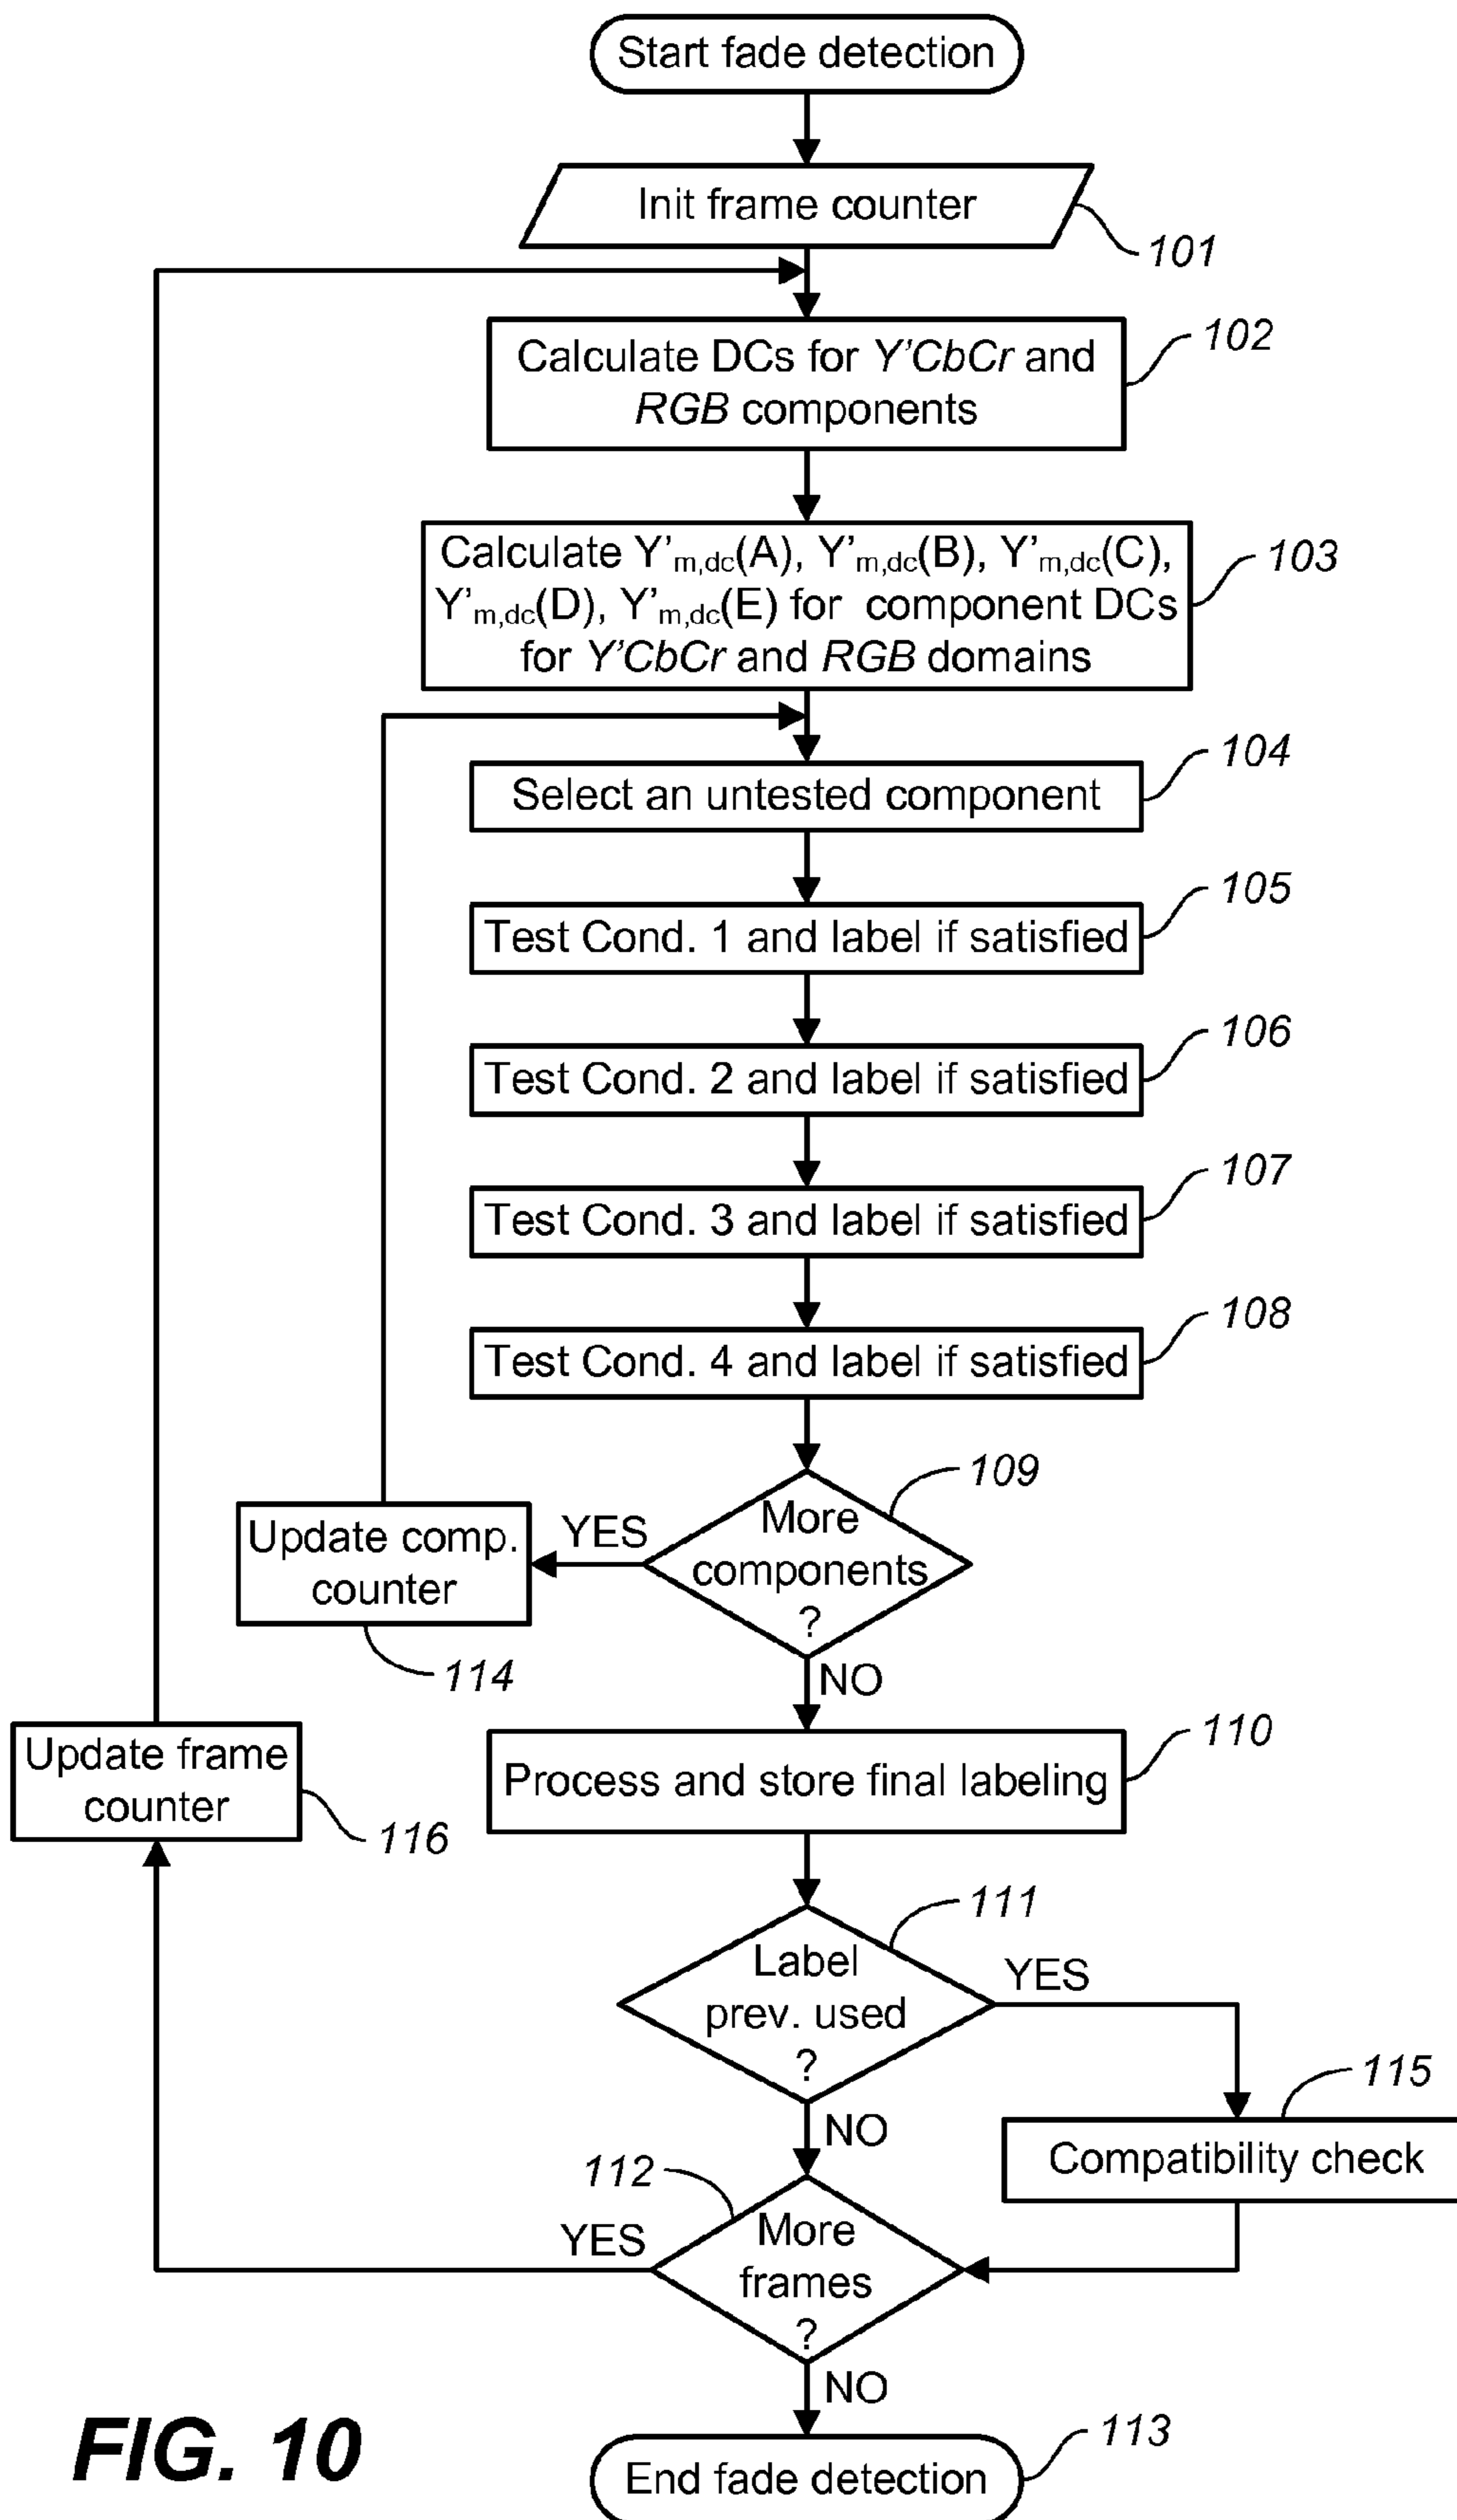 Start fade detection
Init frame counter
101
Calculate DCs for Y'CbCr and
RGB components
102
Calculate Y'm,dc(A), Y'm,dc(B), Y'm,dc(C),
Y'm,dc(D), Y'm,dc(E) for component DCs
for Y'CbCr and RGB domains
103
Select an untested component
104
Test Cond. 1 and label if satisfied
105
Test Cond. 2 and label if satisfied
106
Test Cond. 3 and label if satisfied
107
Test Cond. 4 and label if satisfied
108
More
components
?
109
YES
Update comp.
counter
114
NO
Process and store final labeling
110
Update frame
counter
116
Label
prev. used
?
111
YES
Compatibility check
115
NO
More
frames
?
112
YES
NO
End fade detection
113
FIG. 10